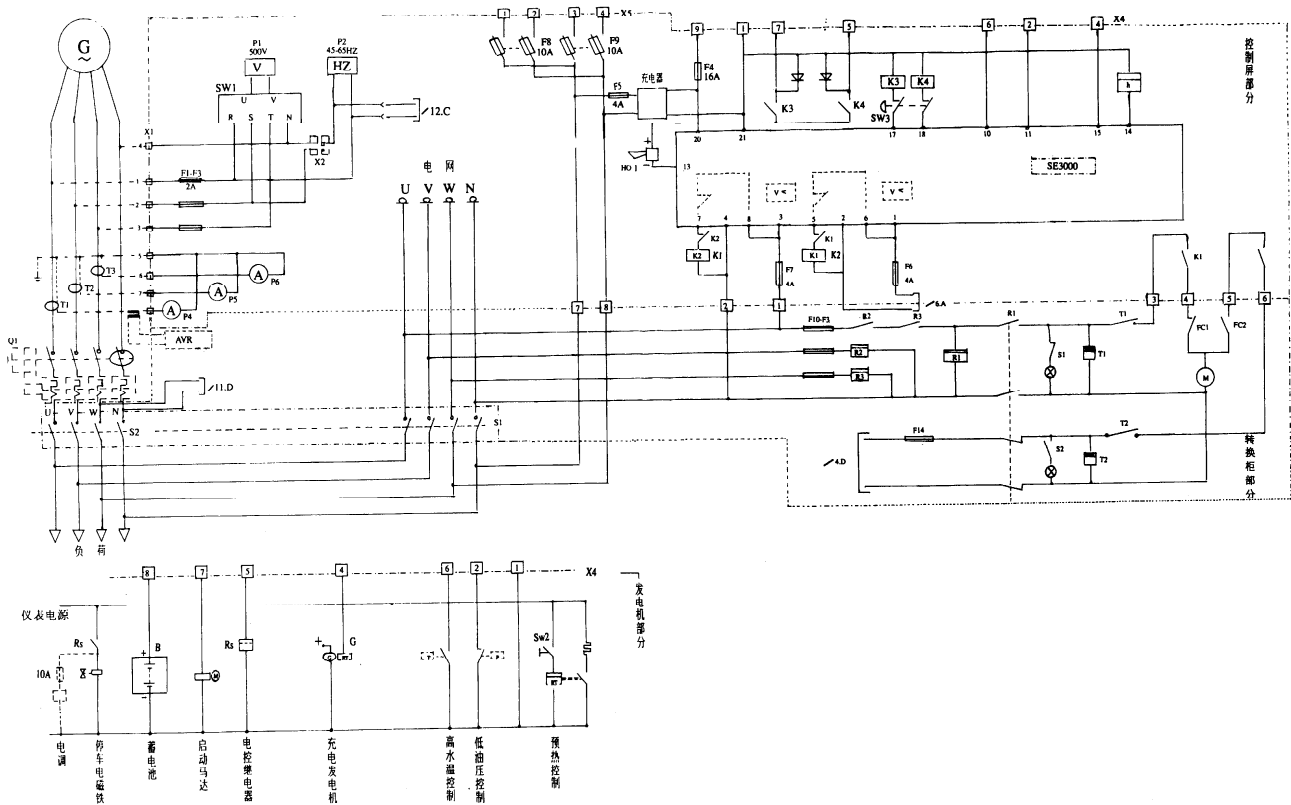 1
2
3
4
X5
9
1
7
5
6
2
4
X4
G
~
P1
500V
V
P2
45-65HZ
HZ
F8
10A
F9
10A
F4
16A
控制屏部分
充电器
F5
4A
K3
K4
h
SW1
U V
R S T N
12.C
K3
K4
SW3
X1
4
X2
20
21
17
18
10
11
15
14
HO 1
+
−
13
SE3000
电网
U V W N
F1-F3
2A
1
2
3
V<
V<
7
4
8
3
5
2
6
1
K2
K2
K1
K1
K1
K2
F7
4A
F6
4A
K1
5
6
7
A
A
A
P4
P5
P6
T1
T2
T3
AVR
6.A
7
8
2
1
3
4
5
6
F10-F3
R2
R3
R1
T1
FC1
FC2
Q1
R2
R3
R1
S1
T1
M
11.D
U V W N
S2
S1
F14
T2
4.D
S2
T2
转换柜部分
负荷
8
7
5
4
6
2
1
X4
发电机部分
仪表电源
Rs
10A
+
B
−
M
Rs
+
G
G
Sw2
电调
停车电磁铁
蓄电池
启动马达
电控继电器
充电发电机
高水温控制
低油压控制
预热控制